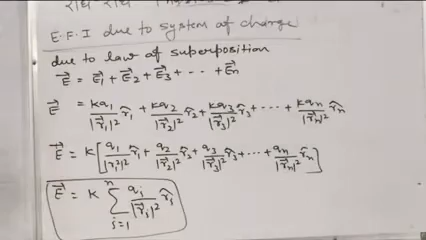 E.F.I due to system of charge
due to law of superposition
E⃗ = E⃗₁ + E⃗₂ + E⃗₃ + ... + E⃗n
E⃗ = kq₁/|r⃗₁|² r̂₁ + kq₂/|r⃗₂|² r̂₂ + kq₃/|r⃗₃|² r̂₃ + ... + kqn/|r⃗n|² r̂n
E⃗ = k[q₁/|r⃗₁|² r̂₁ + q₂/|r⃗₂|² r̂₂ + q₃/|r⃗₃|² r̂₃ + ... + qn/|r⃗n|² r̂n]
E⃗ = k ∑ⁿᵢ₌₁ qᵢ/|r⃗ᵢ|² r̂ᵢ